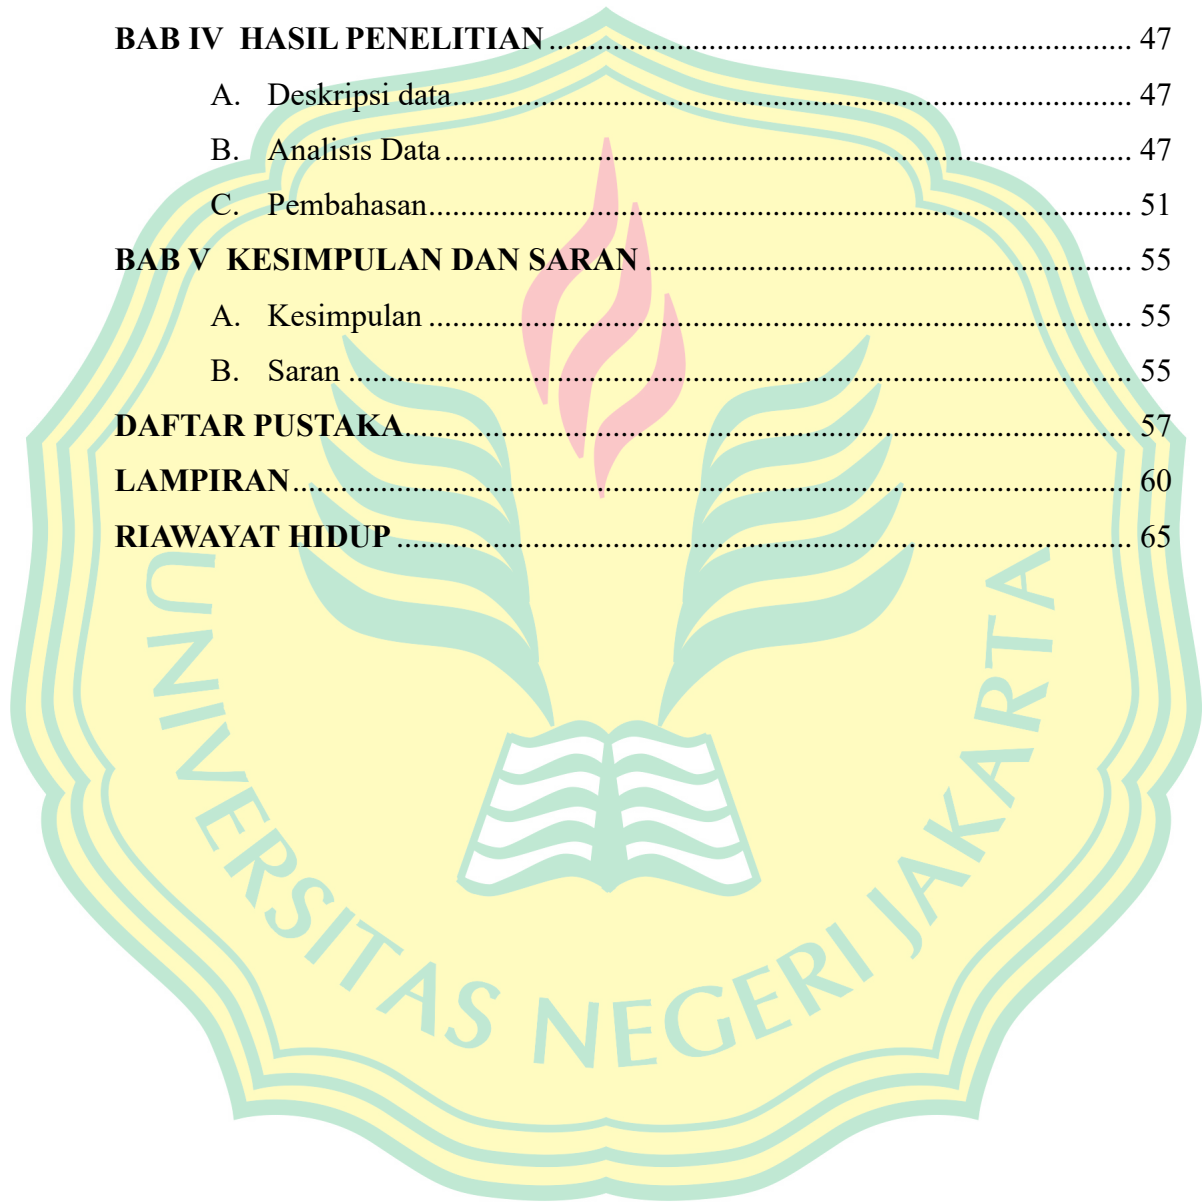 BAB IV HASIL PENELITIAN ........................................................................ 47
A. Deskripsi data ........................................................................ 47
B. Analisis Data ........................................................................ 47
C. Pembahasan ........................................................................ 51
BAB V KESIMPULAN DAN SARAN ........................................................................ 55
A. Kesimpulan ........................................................................ 55
B. Saran ........................................................................ 55
DAFTAR PUSTAKA ........................................................................ 57
LAMPIRAN ........................................................................ 60
RIAWAYAT HIDUP ........................................................................ 65
UNIVERSITAS NEGERI JAKARTA